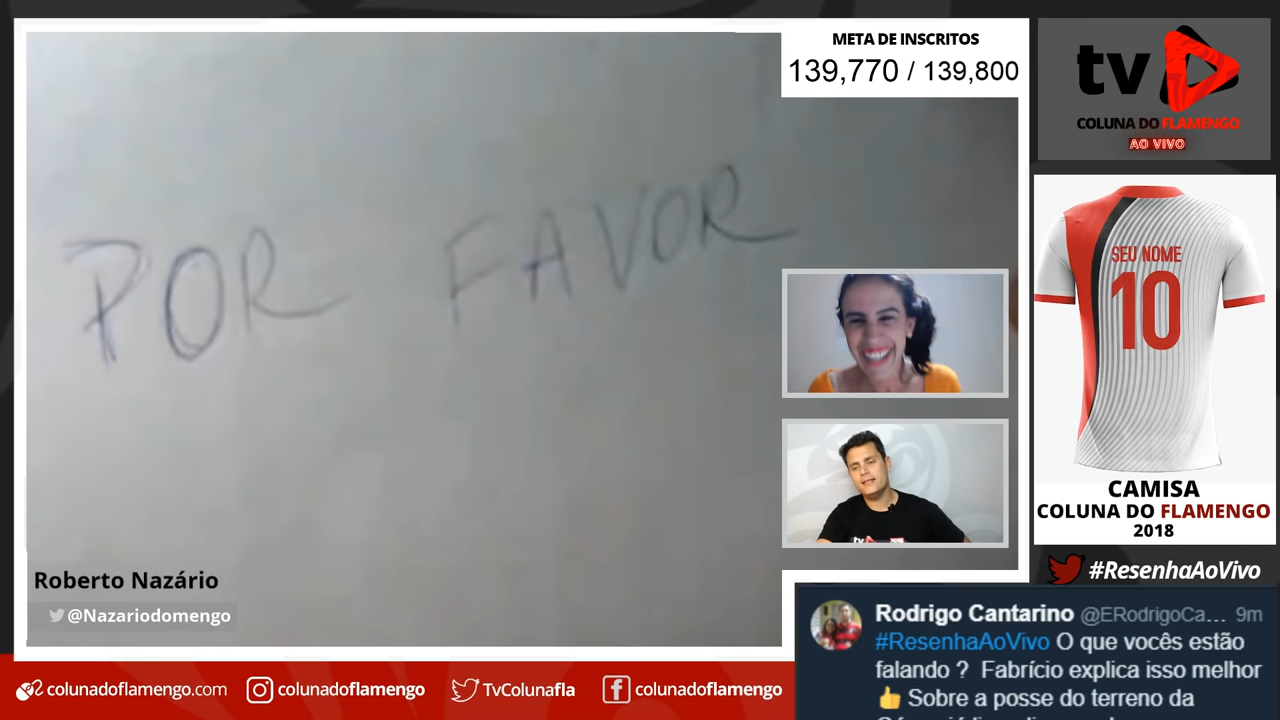 META DE INSCRITOS
139,770 / 139,800
POR FAVOR
Roberto Nazário
@Nazariodomengo
colunadoflamengo.com
colunadoflamengo
TvColunafla
colunadoflamengo
tv
COLUNA DO FLAMENGO
AO VIVO
SEU NOME
10
CAMISA
COLUNA DO FLAMENGO
2018
#ResenhaAoVivo
Rodrigo Cantarino @ERodrigoCa... 9m
#ResenhaAoVivo O que vocês estão
falando ? Fabrício explica isso melhor
👍 Sobre a posse do terreno da